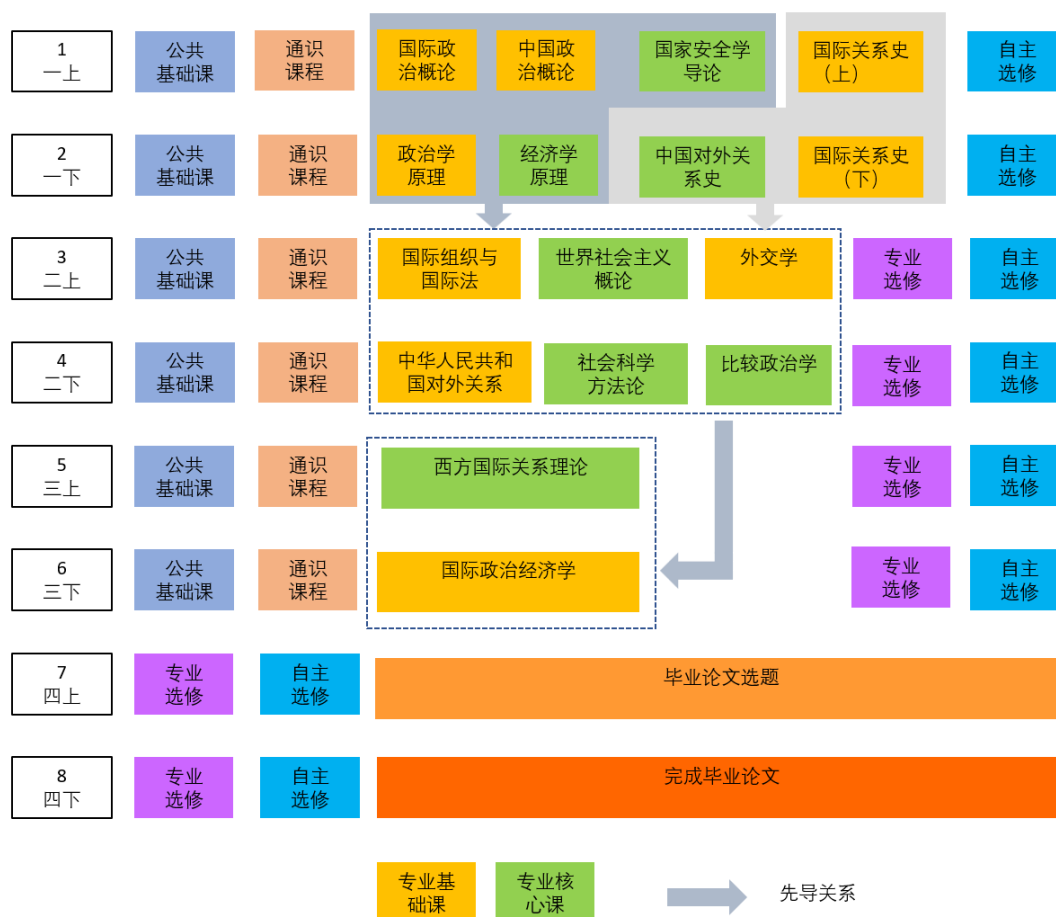 1
一上
公共
基础课
通识
课程
国际政
治概论
中国政
治概论
国家安全学
导论
国际关系史
（上）
自主
选修
2
一下
公共
基础课
通识
课程
政治学
原理
经济学
原理
中国对外关
系史
国际关系史
（下）
自主
选修
3
二上
公共
基础课
通识
课程
国际组织与
国际法
世界社会主义
概论
外交学
专业
选修
自主
选修
4
二下
公共
基础课
通识
课程
中华人民共和
国对外关系
社会科学
方法论
比较政治学
专业
选修
自主
选修
5
三上
公共
基础课
通识
课程
西方国际关系理论
专业
选修
自主
选修
6
三下
公共
基础课
通识
课程
国际政治经济学
专业
选修
自主
选修
7
四上
专业
选修
自主
选修
毕业论文选题
8
四下
专业
选修
自主
选修
完成毕业论文
专业基
础课
专业核
心课
先导关系